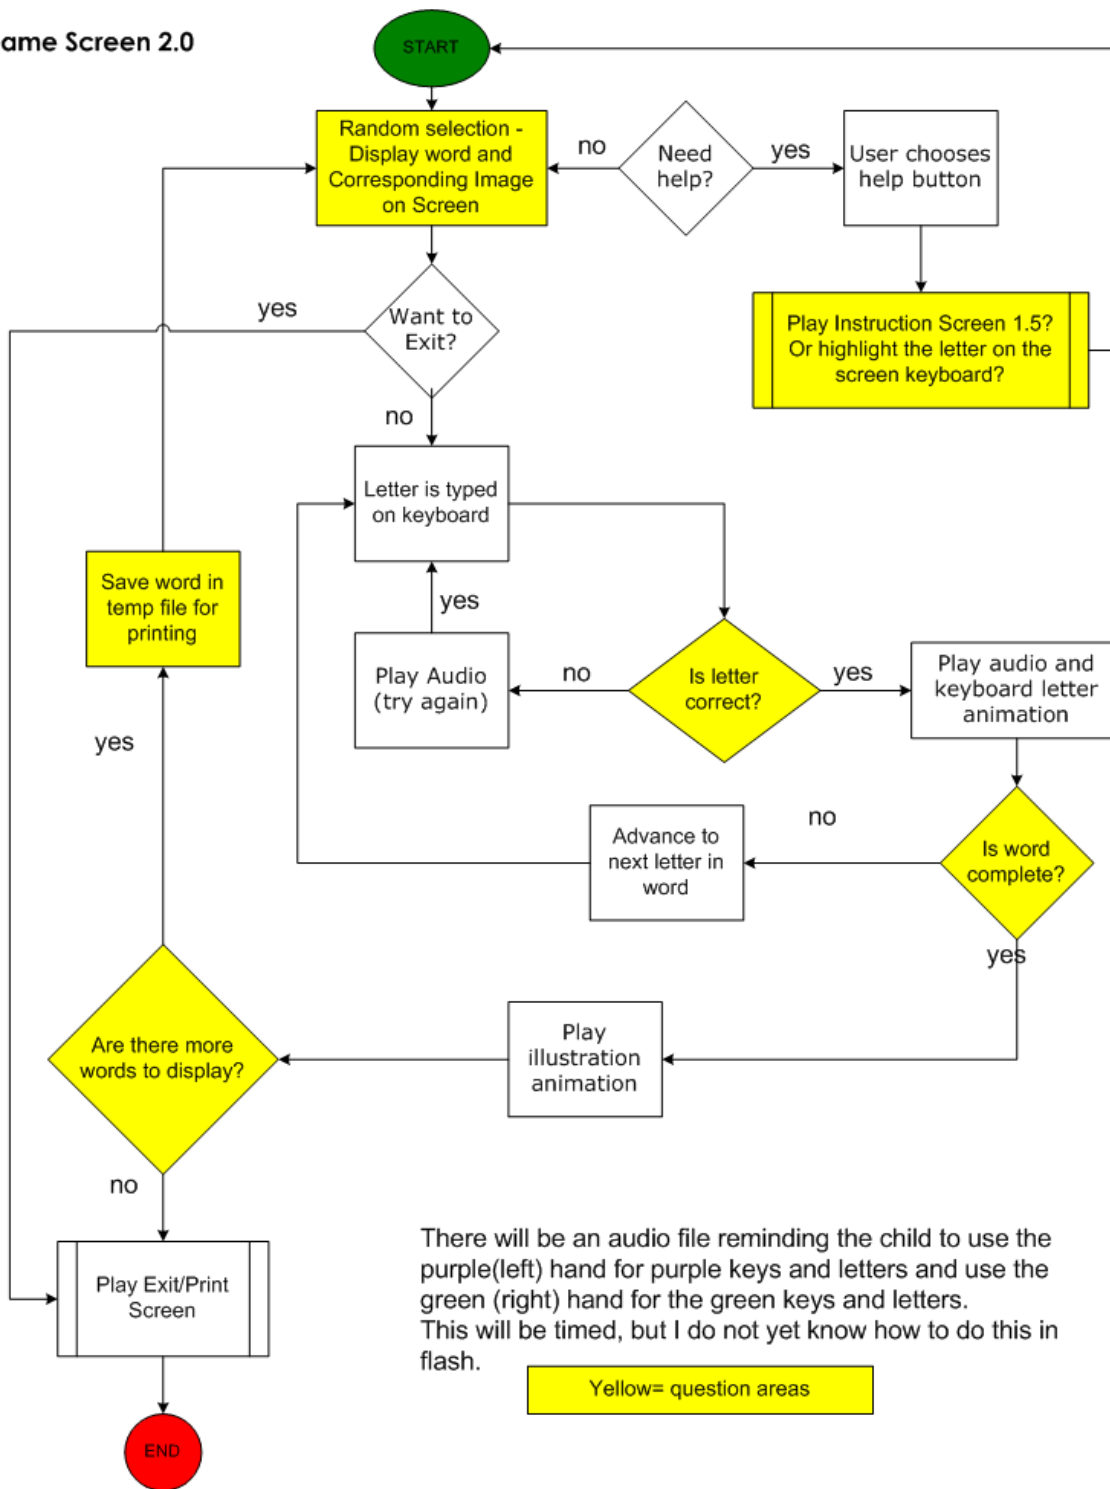 ame Screen 2.0
START
Random selection -
Display word and
Corresponding Image
on Screen
no
Need
help?
yes
User chooses
help button
yes
Want to
Exit?
Play Instruction Screen 1.5?
Or highlight the letter on the
screen keyboard?
no
Letter is typed
on keyboard
Save word in
temp file for
printing
yes
Play Audio
(try again)
no
Is letter
correct?
yes
Play audio and
keyboard letter
animation
yes
Advance to
next letter in
word
no
Is word
complete?
yes
Are there more
words to display?
Play
illustration
animation
no
Play Exit/Print
Screen
There will be an audio file reminding the child to use the
purple(left) hand for purple keys and letters and use the
green (right) hand for the green keys and letters.
This will be timed, but I do not yet know how to do this in
flash.
Yellow= question areas
END